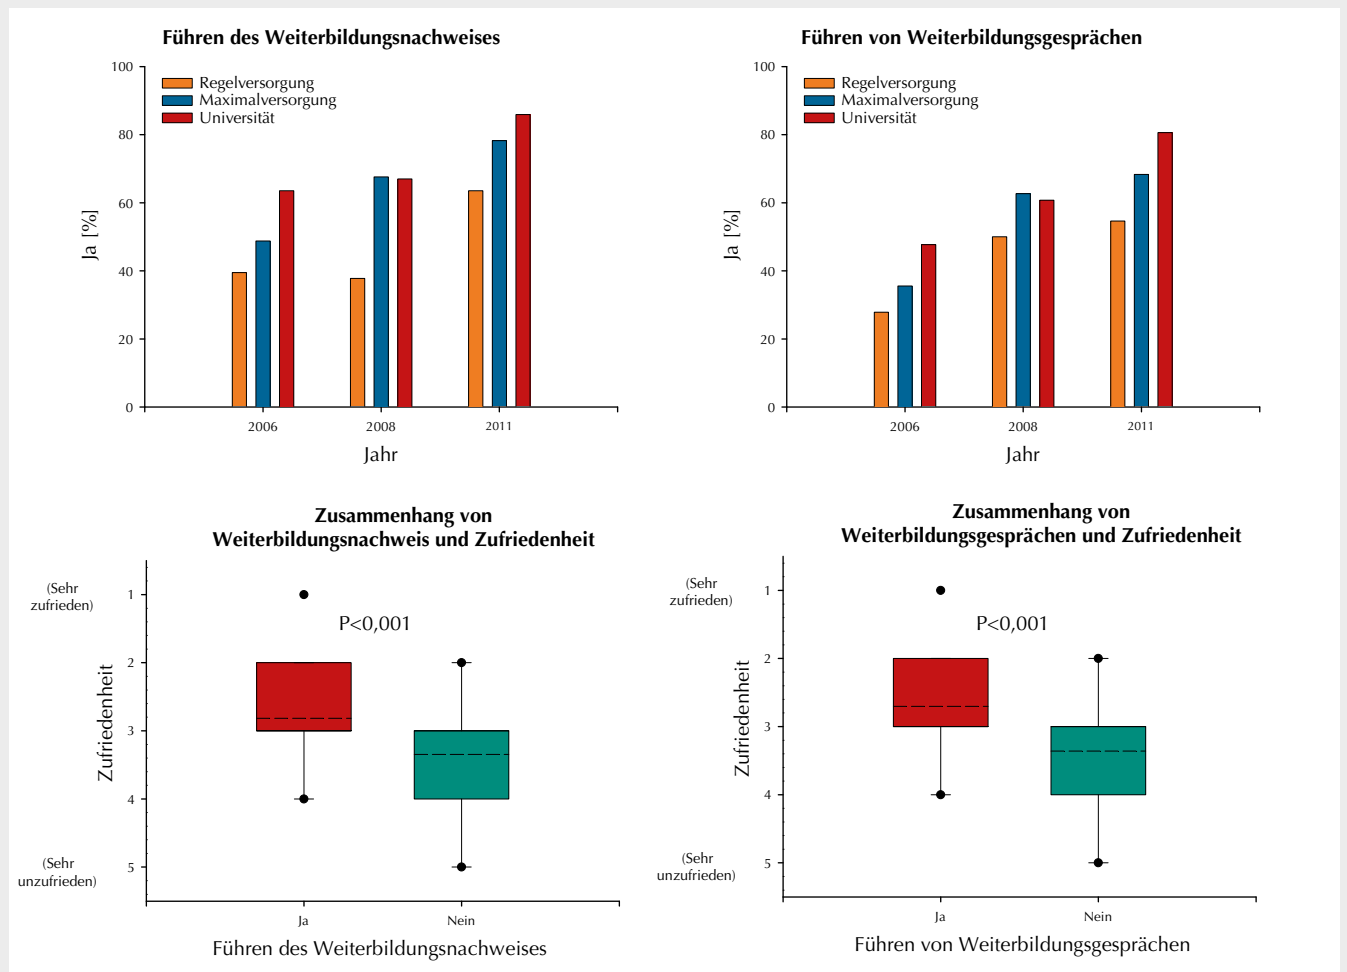 Führen des Weiterbildungsnachweises
100
80
60
40
20
0
Ja [%]
Regelversorgung
Maximalversorgung
Universität
2006
2008
2011
Jahr
Führen von Weiterbildungsgesprächen
100
80
60
40
20
0
Ja [%]
Regelversorgung
Maximalversorgung
Universität
2006
2008
2011
Jahr
Zusammenhang von
Weiterbildungsnachweis und Zufriedenheit
(Sehr
zufrieden)
1
2
3
4
5
(Sehr
unzufrieden)
Zufriedenheit
P<0,001
Ja
Nein
Führen des Weiterbildungsnachweises
Zusammenhang von
Weiterbildungsgesprächen und Zufriedenheit
(Sehr
zufrieden)
1
2
3
4
5
(Sehr
unzufrieden)
Zufriedenheit
P<0,001
Ja
Nein
Führen von Weiterbildungsgesprächen